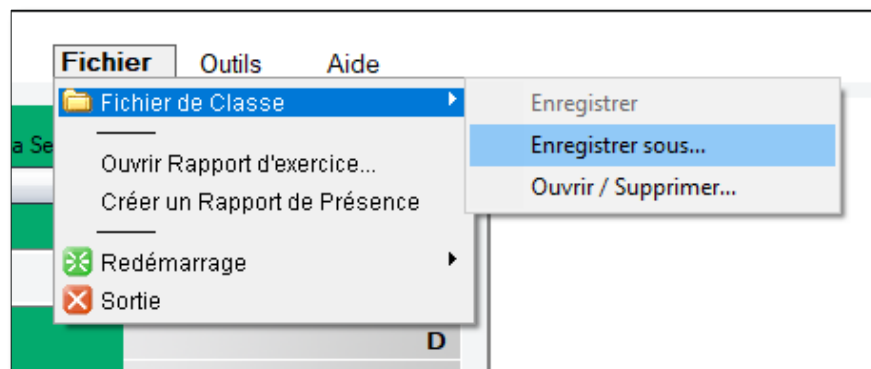 Fichier Outils Aide
Fichier de Classe
Enregistrer
a Se
Enregistrer sous...
Ouvrir Rapport d'exercice...
Ouvrir / Supprimer...
Créer un Rapport de Présence
Redémarrage
Sortie
D